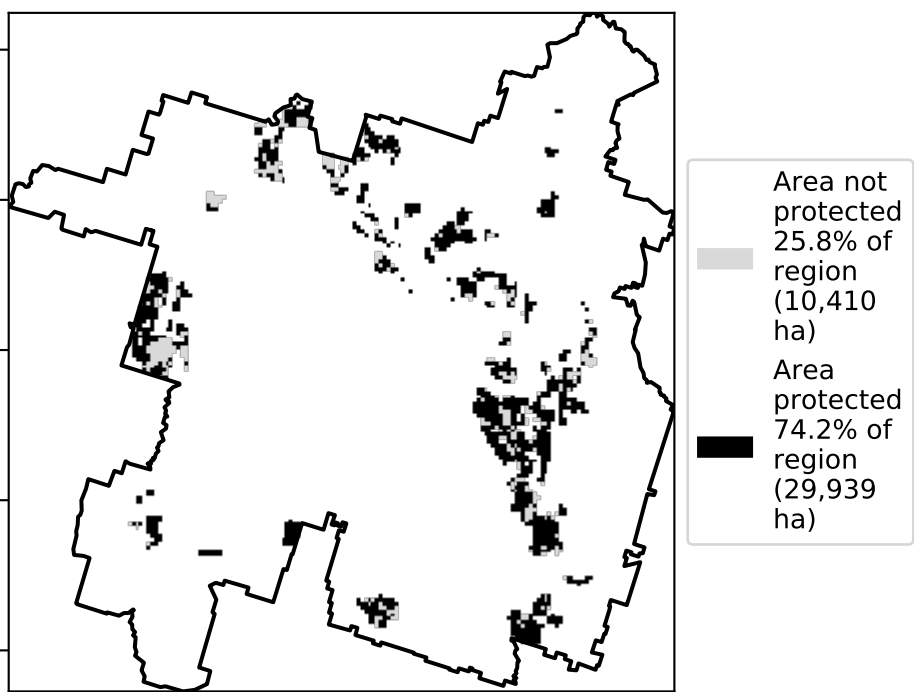 Area not
protected
25.8% of
region
(10,410
ha)
Area
protected
74.2% of
region
(29,939
ha)